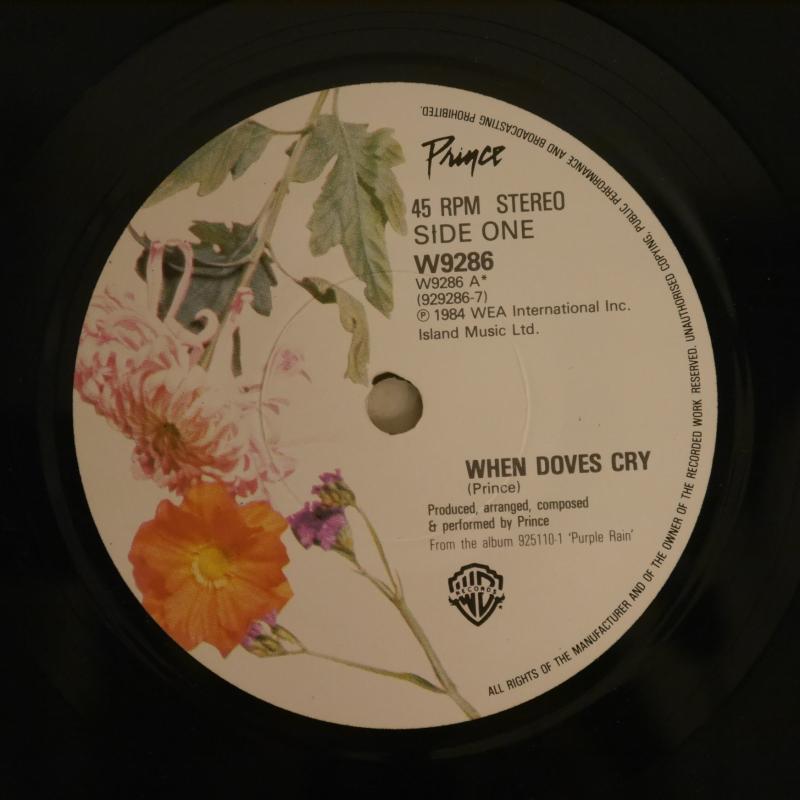 Prince
45 RPM STEREO
SIDE ONE
W9286
W9286 A*
(929286-7)
℗ 1984 WEA International Inc.
Island Music Ltd.
WHEN DOVES CRY
(Prince)
Produced, arranged, composed
& performed by Prince
From the album 925110-1 'Purple Rain'
RECORDS
ALL RIGHTS OF THE MANUFACTURER AND OF THE OWNER OF THE RECORDED WORK RESERVED. UNAUTHORISED COPYING, PUBLIC PERFORMANCE AND BROADCASTING PROHIBITED.